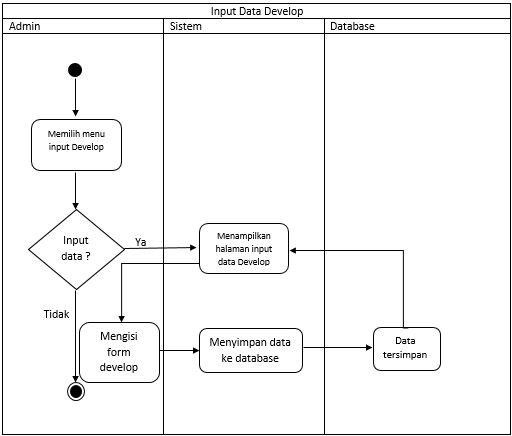 Input Data Develop
Admin
Sistem
Database
Memilih menu
input Develop
Input
data ?
Ya
Menampilkan
halaman input
data Develop
Tidak
Mengisi
form
develop
Menyimpan data
ke database
Data
tersimpan